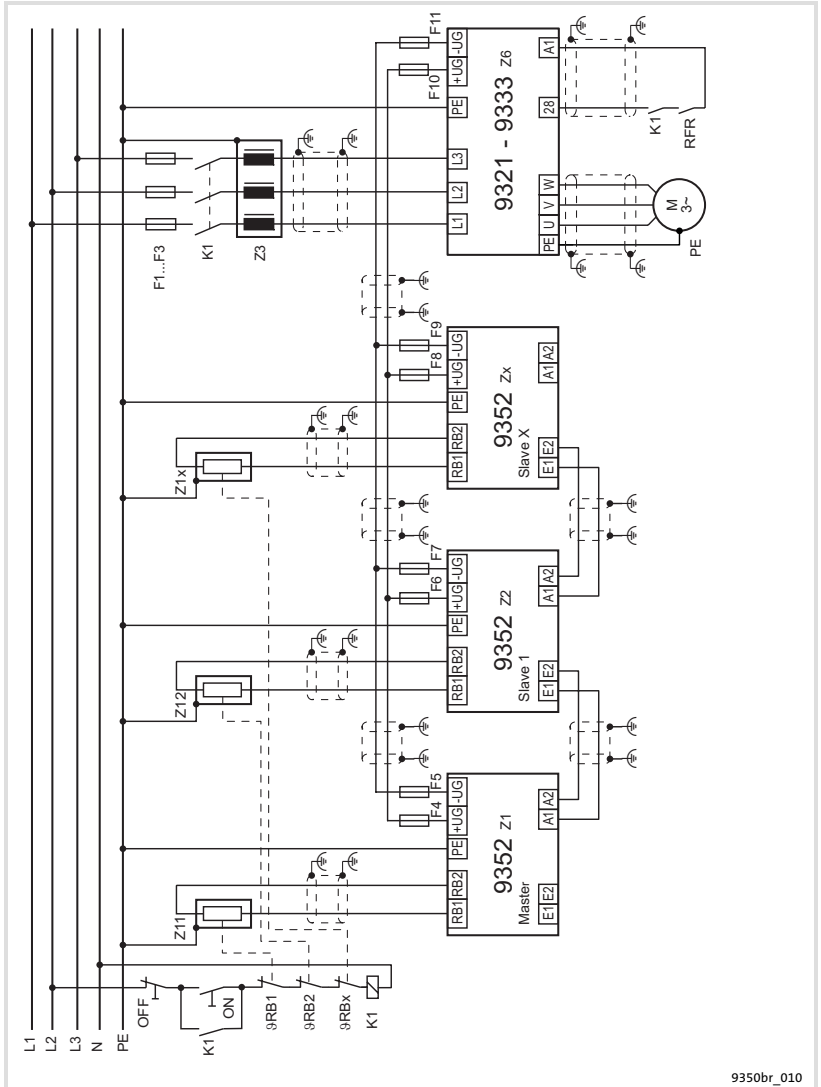 L1
L2
L3
N
PE
OFF
K1
ON
ϑRB1
ϑRB2
ϑRBx
K1
Z11
RB1 RB2 PE +UG -UG
F4
F5
9352 Z1
Master
E1 E2 A1 A2
Z12
RB1 RB2 PE +UG -UG
F6
F7
9352 Z2
Slave 1
E1 E2 A1 A2
Z1x
RB1 RB2 PE +UG -UG
F8
F9
9352 Zx
Slave X
E1 E2 A1 A2
F1...F3
K1
Z3
L1 L2 L3 PE +UG -UG
F10
F11
9321 - 9333 Z6
PE U V W 28 A1
M
3~
PE
K1
RFR
9350br_010